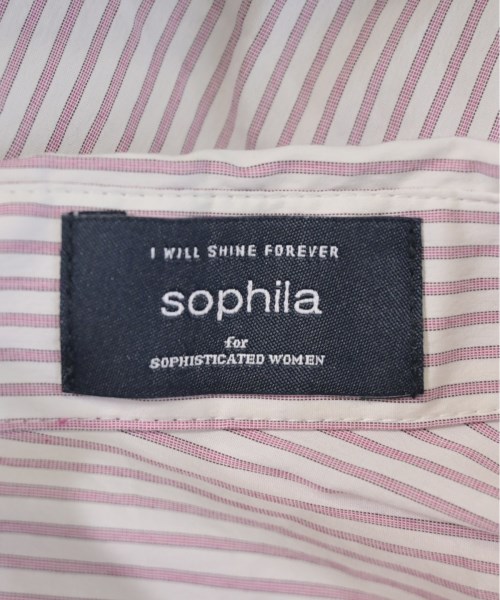 I WILL SHINE FOREVER
sophila
for
SOPHISTICATED WOMEN